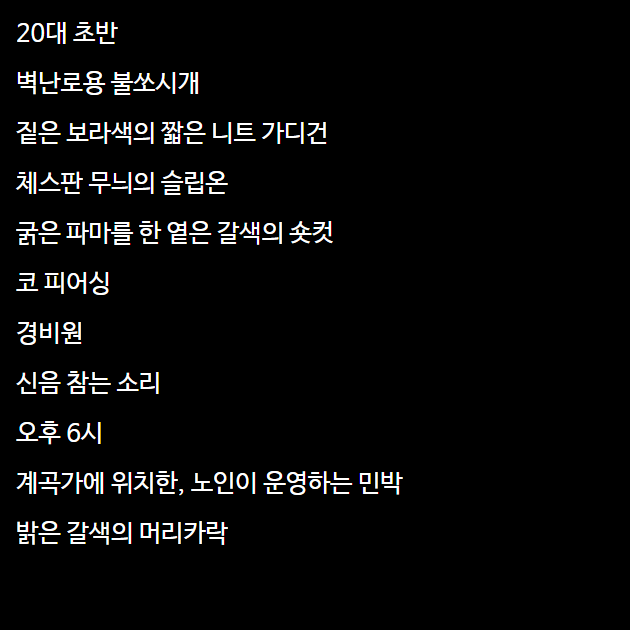 20대 초반
벽난로용 불쏘시개
짙은 보라색의 짧은 니트 가디건
체스판 무늬의 슬립온
굵은 파마를 한 옅은 갈색의 숏컷
코 피어싱
경비원
신음 참는 소리
오후 6시
계곡가에 위치한, 노인이 운영하는 민박
밝은 갈색의 머리카락